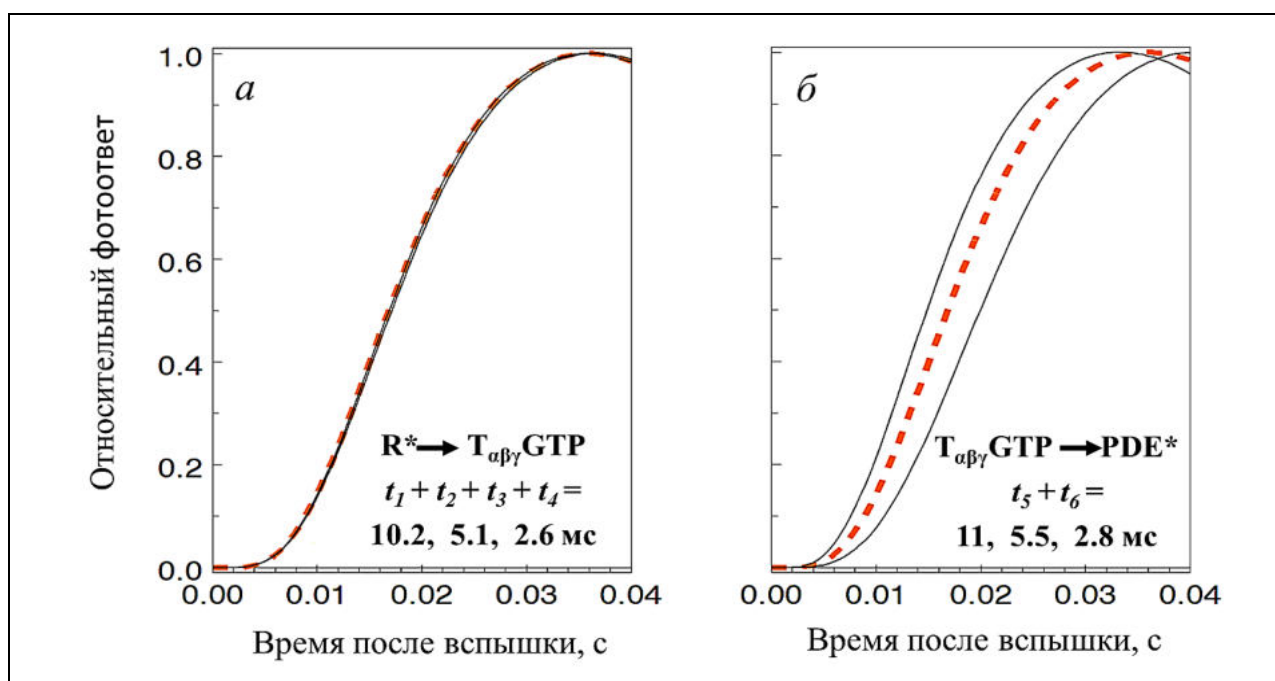 Относительный фотоответ
1.0
0.8
0.6
0.4
0.2
0.0
а
R* → TαβγGTP
t1 + t2 + t3 + t4 =
10.2, 5.1, 2.6 мс
0.00 0.01 0.02 0.03 0.04
Время после вспышки, с
б
TαβγGTP → PDE*
t5 + t6 =
11, 5.5, 2.8 мс
0.00 0.01 0.02 0.03 0.04
Время после вспышки, с